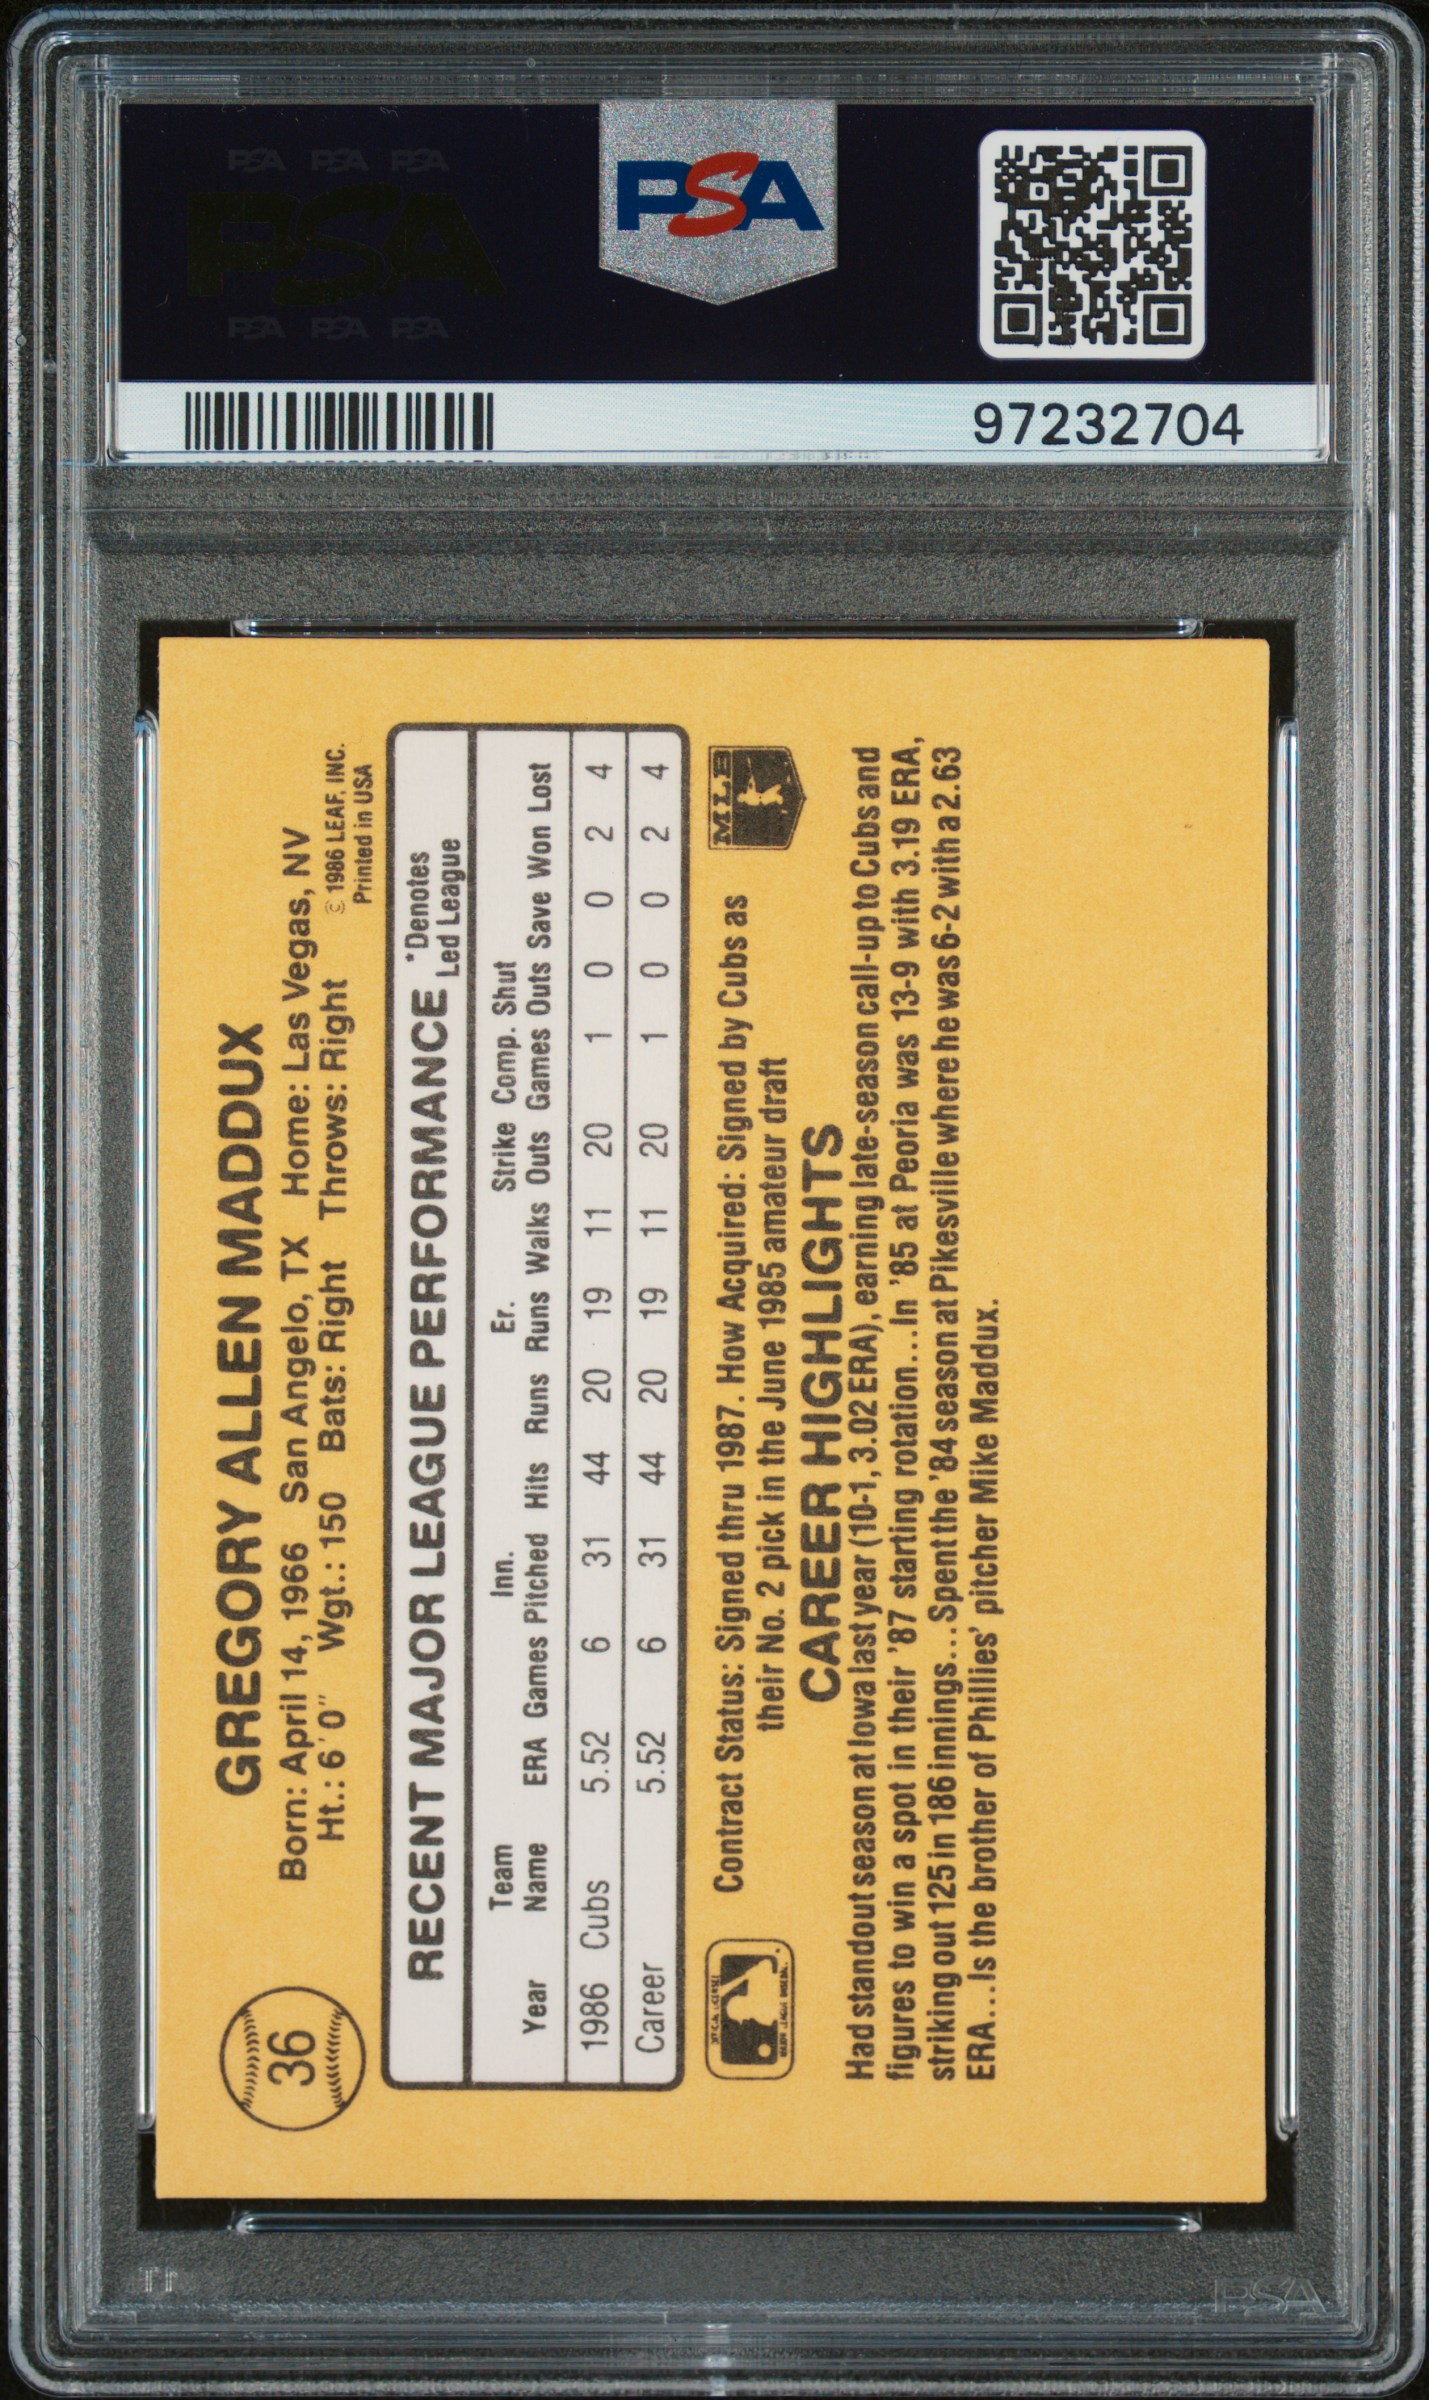 PSA PSA PSA
PSA
PSA PSA PSA
PSA
97232704
36
GREGORY ALLEN MADDUX
Born: April 14, 1966 San Angelo, TX Home: Las Vegas, NV
Ht.: 6'0" Wgt.: 150 Bats: Right Throws: Right
© 1986 LEAF, INC.
Printed in USA
RECENT MAJOR LEAGUE PERFORMANCE *Denotes
Led League
Team Inn. Er. Strike Comp. Shut
Year Name ERA Games Pitched Hits Runs Runs Walks Outs Games Outs Save Won Lost
1986 Cubs 5.52 6 31 44 20 19 11 20 1 0 0 2 4
Career 5.52 6 31 44 20 19 11 20 1 0 0 2 4
Contract Status: Signed thru 1987. How Acquired: Signed by Cubs as
their No. 2 pick in the June 1985 amateur draft
MLB
CAREER HIGHLIGHTS
Had standout season at Iowa last year (10-1, 3.02 ERA), earning late-season call-up to Cubs and
figures to win a spot in their '87 starting rotation...In '85 at Peoria was 13-9 with 3.19 ERA,
striking out 125 in 186 innings...Spent the '84 season at Pikesville where he was 6-2 with a 2.63
ERA...Is the brother of Phillies' pitcher Mike Maddux.
PSA